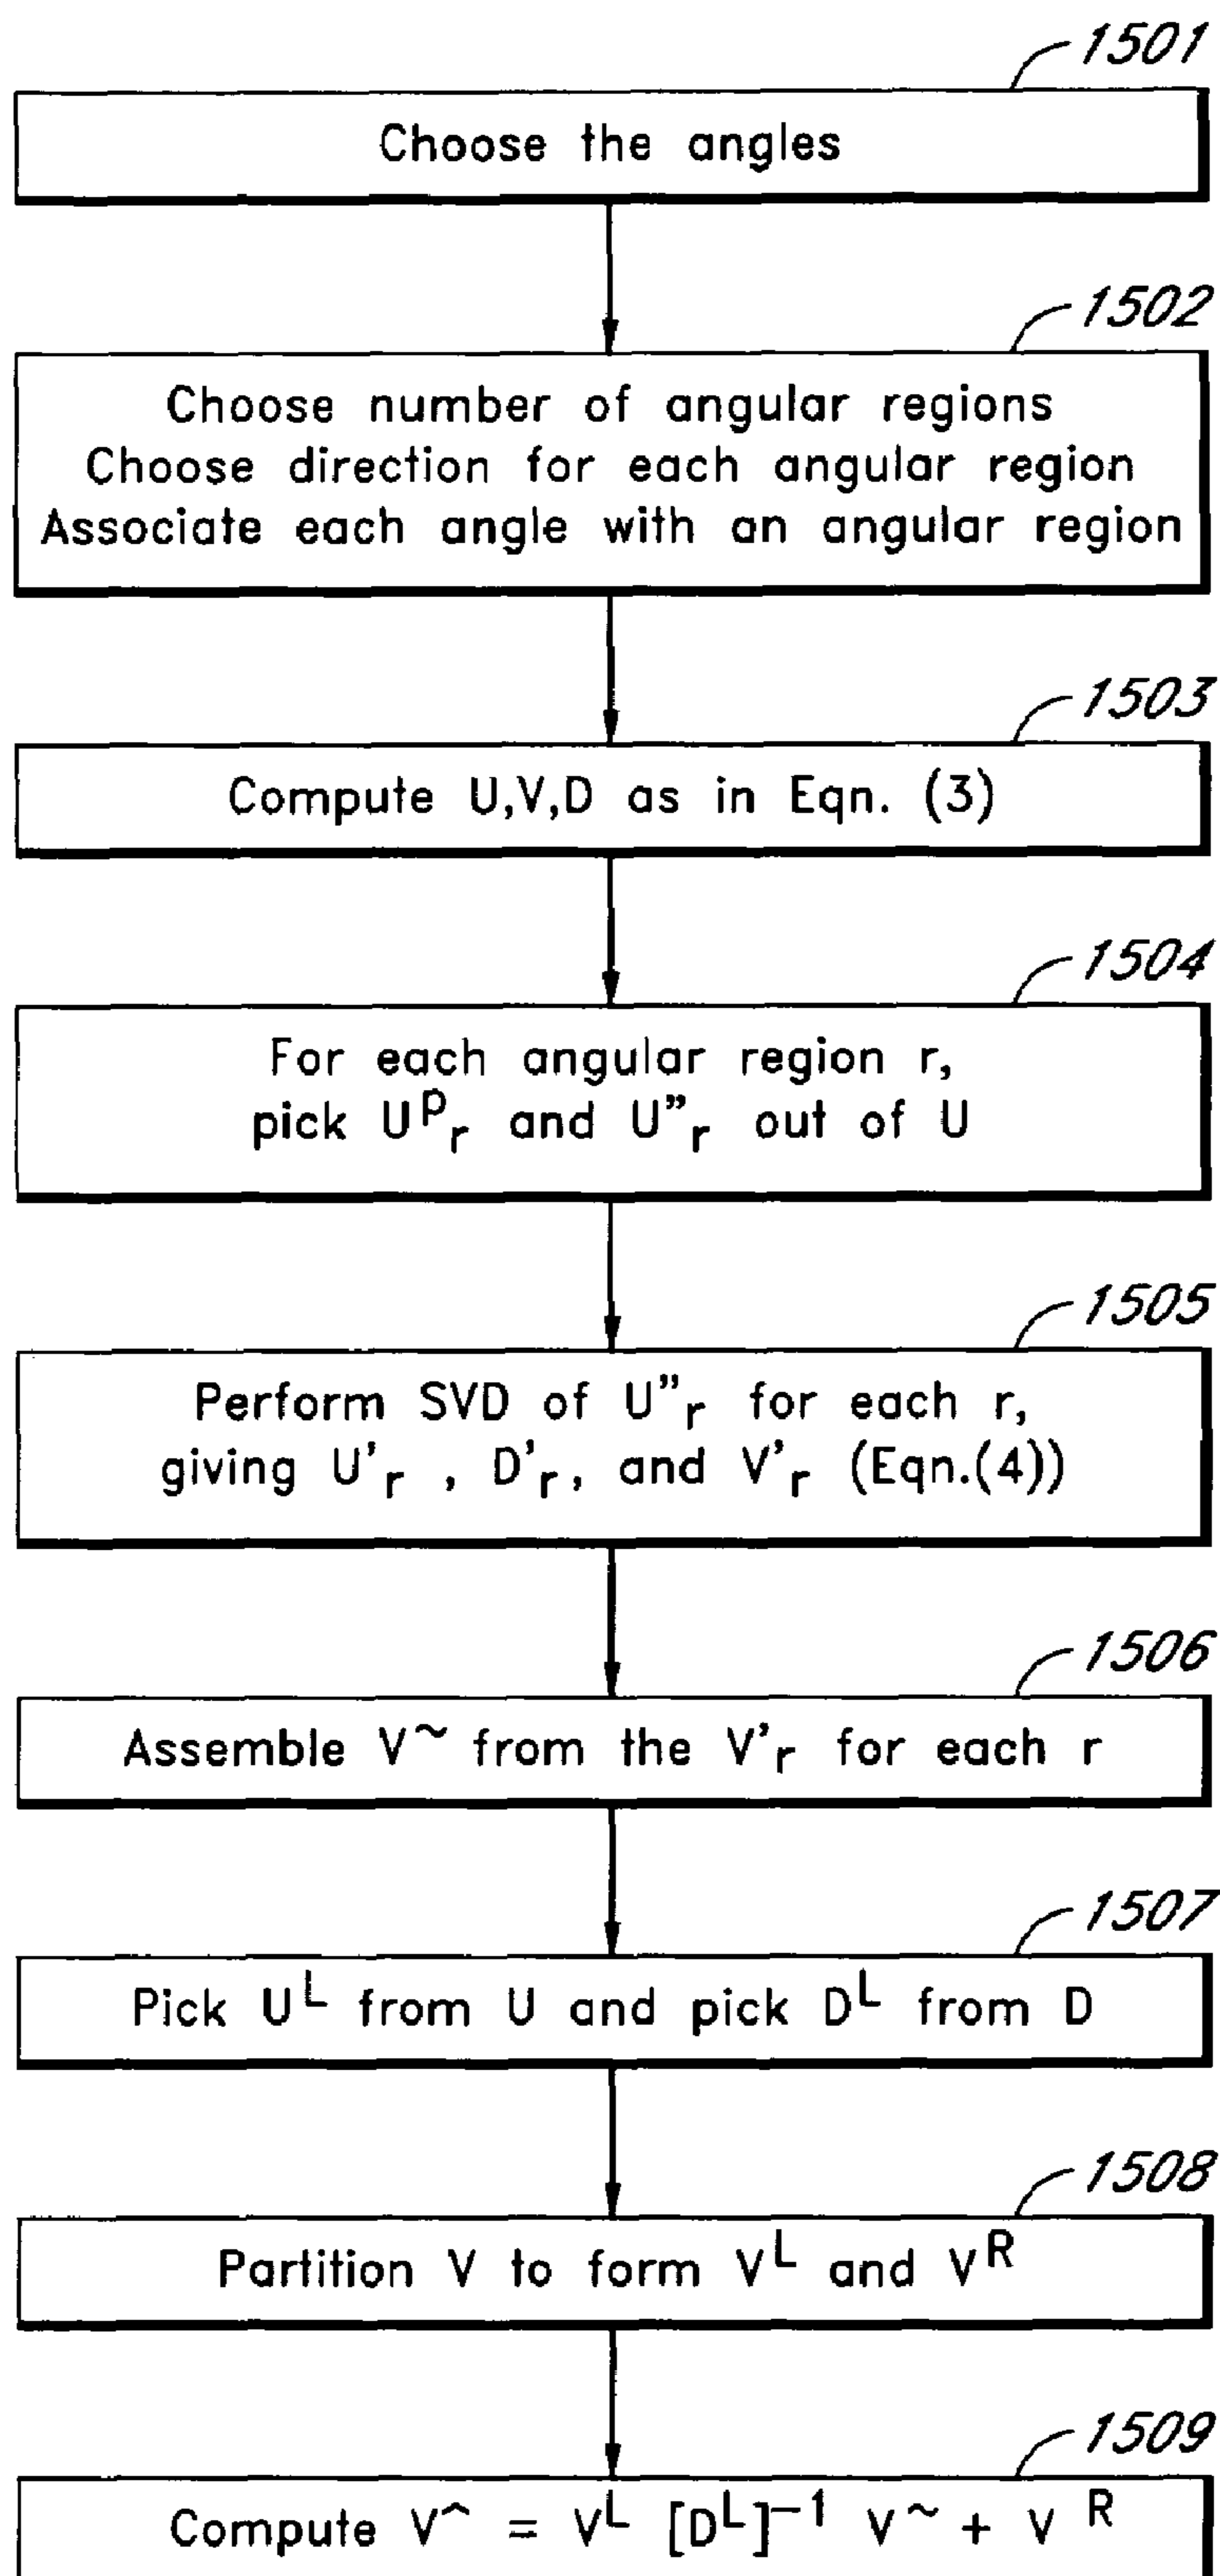 1501
Choose the angles
1502
Choose number of angular regions
Choose direction for each angular region
Associate each angle with an angular region
1503
Compute U,V,D as in Eqn. (3)
1504
For each angular region r,
pick U^p_r and U"_r out of U
1505
Perform SVD of U"_r for each r,
giving U'_r , D'_r, and V'_r (Eqn.(4))
1506
Assemble V~ from the V'_r for each r
1507
Pick U^L from U and pick D^L from D
1508
Partition V to form V^L and V^R
1509
Compute V^ = V^L [D^L]^-1 V~ + V^R